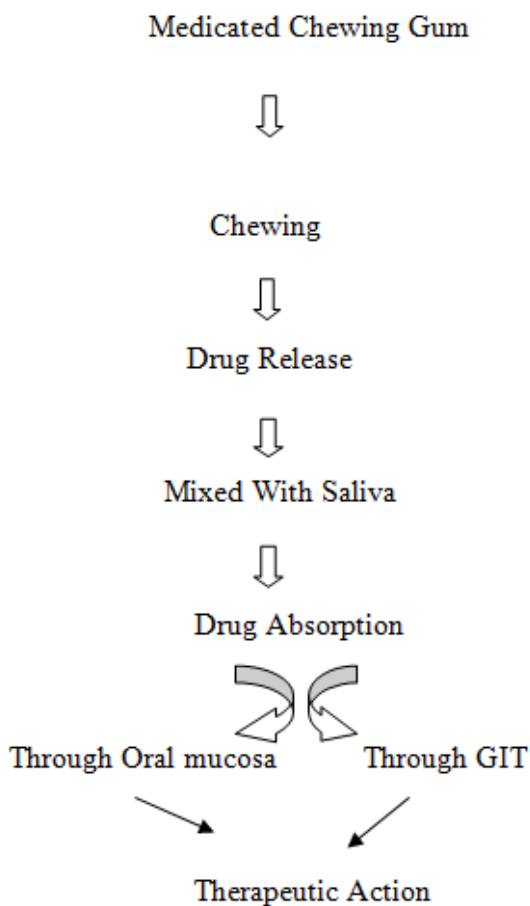 Medicated Chewing Gum
Chewing
Drug Release
Mixed With Saliva
Drug Absorption
Through Oral mucosa
Through GIT
Therapeutic Action